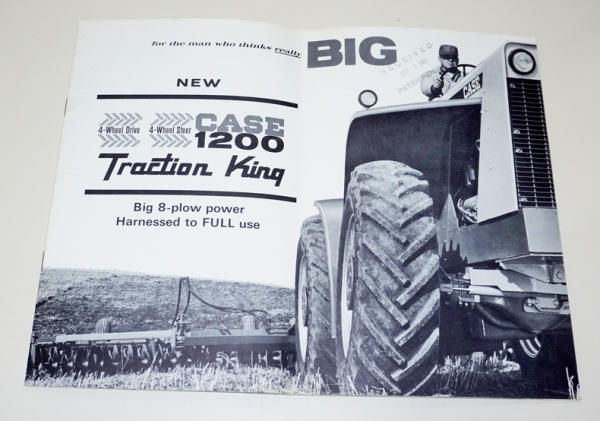 for the man who thinks really BIG
NEW
4-Wheel Drive 4-Wheel Steer CASE
1200
Traction King
Big 8-plow power
Harnessed to FULL use
RECEIVED
CASE